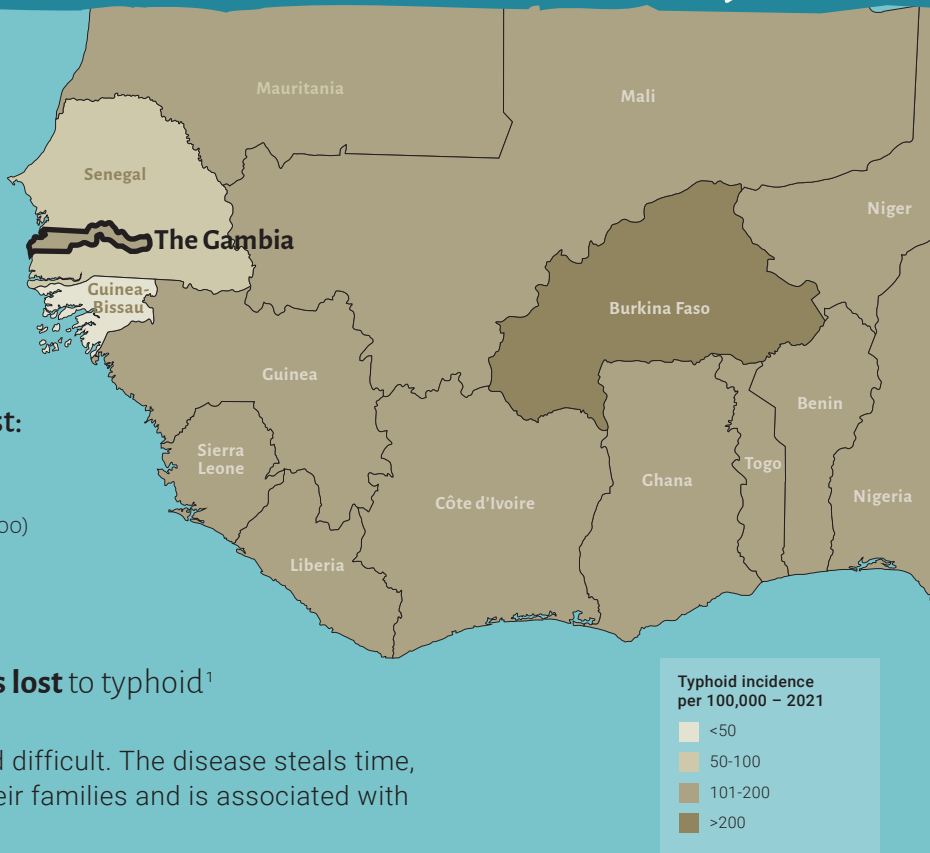 Mauritania
Mali
Senegal
Niger
The Gambia
Guinea-
Bissau
Burkina Faso
Guinea
Benin
st:
Sierra
Leone
Togo
Ghana
Côte d'Ivoire
Nigeria
00)
Liberia
s lost to typhoid¹
d difficult. The disease steals time,
eir families and is associated with
Typhoid incidence
per 100,000 – 2021
<50
50-100
101-200
>200